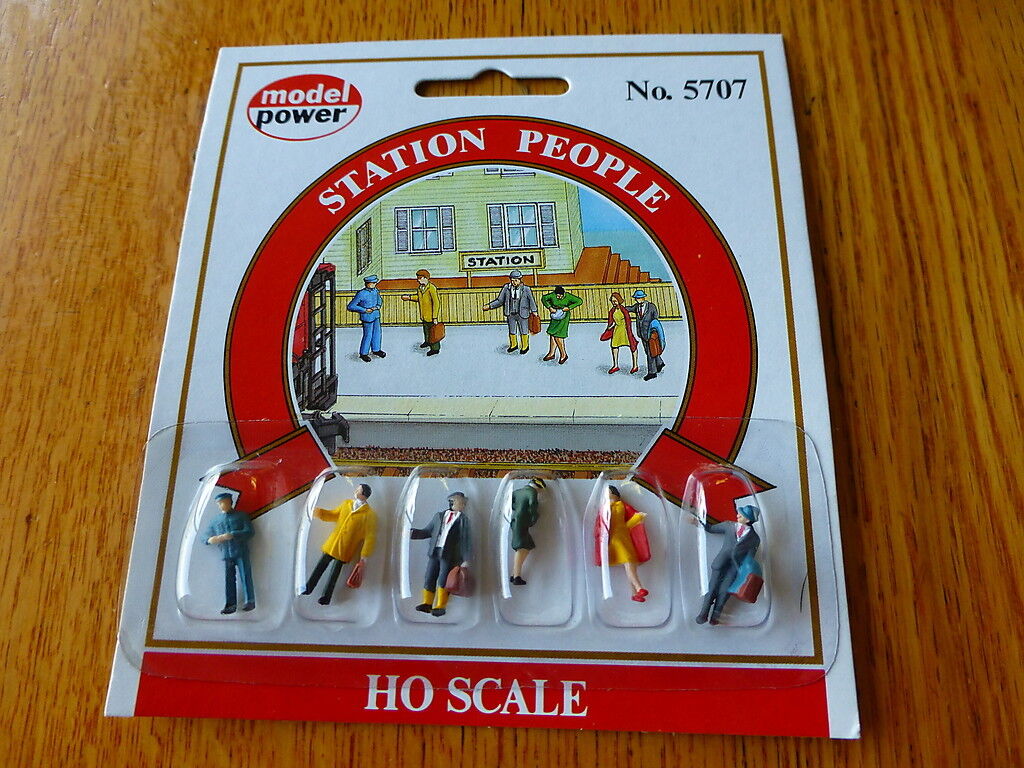 model
power
No. 5707
STATION PEOPLE
STATION
HO SCALE